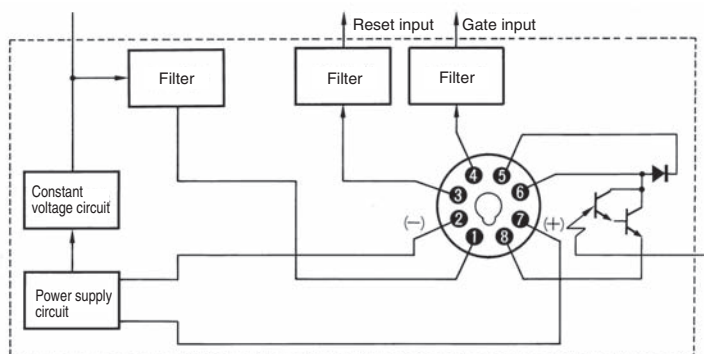 Reset input
Gate input
Filter
Filter
Filter
Constant
voltage circuit
4
5
3
6
(−)
2
7
(+)
1
8
Power supply
circuit